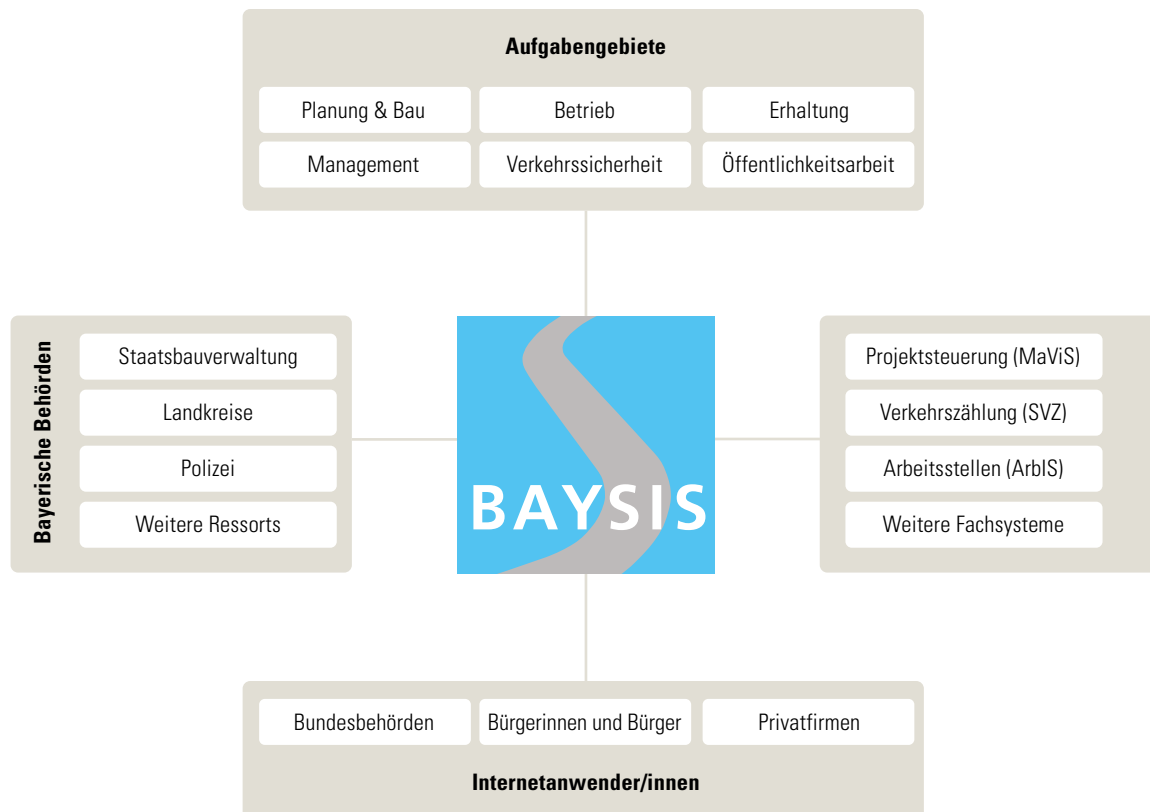 Aufgabengebiete
Planung & Bau
Betrieb
Erhaltung
Management
Verkehrssicherheit
Öffentlichkeitsarbeit
Bayerische Behörden
Staatsbauverwaltung
Landkreise
Polizei
Weitere Ressorts
BAYSIS
Projektsteuerung (MaViS)
Verkehrszählung (SVZ)
Arbeitsstellen (ArbIS)
Weitere Fachsysteme
Bundesbehörden
Bürgerinnen und Bürger
Privatfirmen
Internetanwender/innen